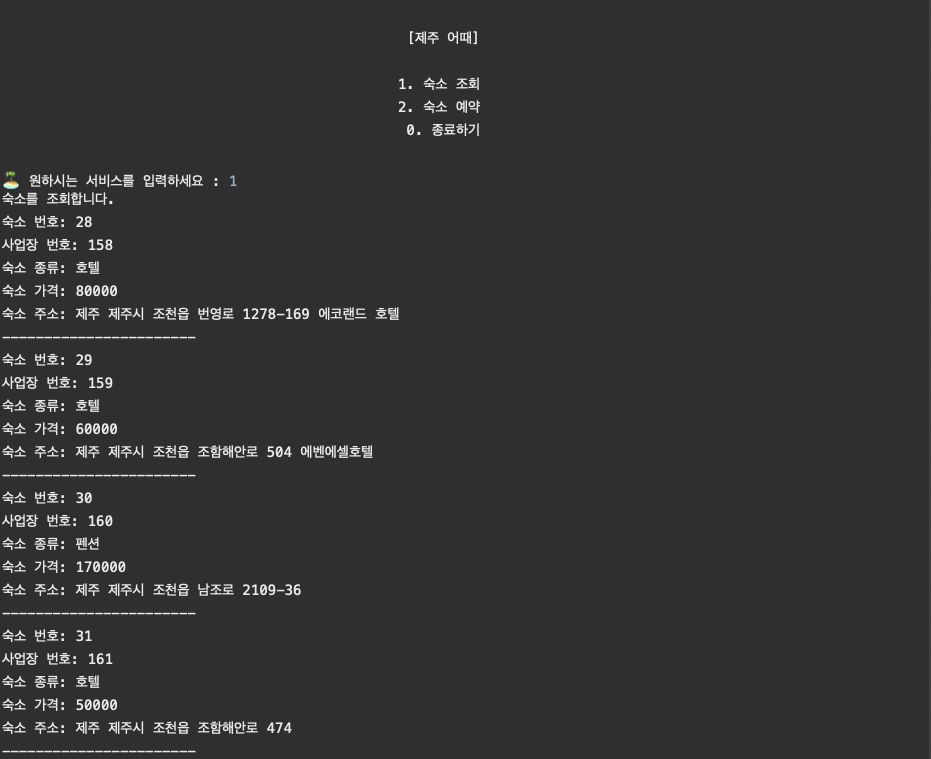 [제주 어때]
1. 숙소 조회
2. 숙소 예약
0. 종료하기
원하시는 서비스를 입력하세요 : 1
숙소를 조회합니다.
숙소 번호: 28
사업장 번호: 158
숙소 종류: 호텔
숙소 가격: 80000
숙소 주소: 제주 제주시 조천읍 번영로 1278-169 에코랜드 호텔
------------------------
숙소 번호: 29
사업장 번호: 159
숙소 종류: 호텔
숙소 가격: 60000
숙소 주소: 제주 제주시 조천읍 조함해안로 504 에벤에셀호텔
------------------------
숙소 번호: 30
사업장 번호: 160
숙소 종류: 펜션
숙소 가격: 170000
숙소 주소: 제주 제주시 조천읍 남조로 2109-36
------------------------
숙소 번호: 31
사업장 번호: 161
숙소 종류: 호텔
숙소 가격: 50000
숙소 주소: 제주 제주시 조천읍 조함해안로 474
------------------------